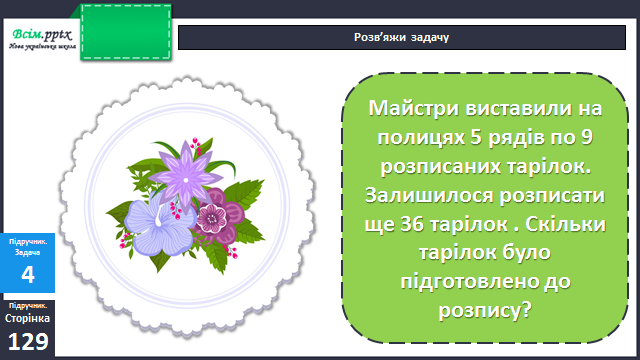 Всім.pptx
Нова українська школа
Розв'яжи задачу
Майстри виставили на
полицях 5 рядів по 9
розписаних тарілок.
Залишилося розписати
ще 36 тарілок . Скільки
тарілок було
підготовлено до
розпису?
Підручник.
Задача
4
Підручник.
Сторінка
129